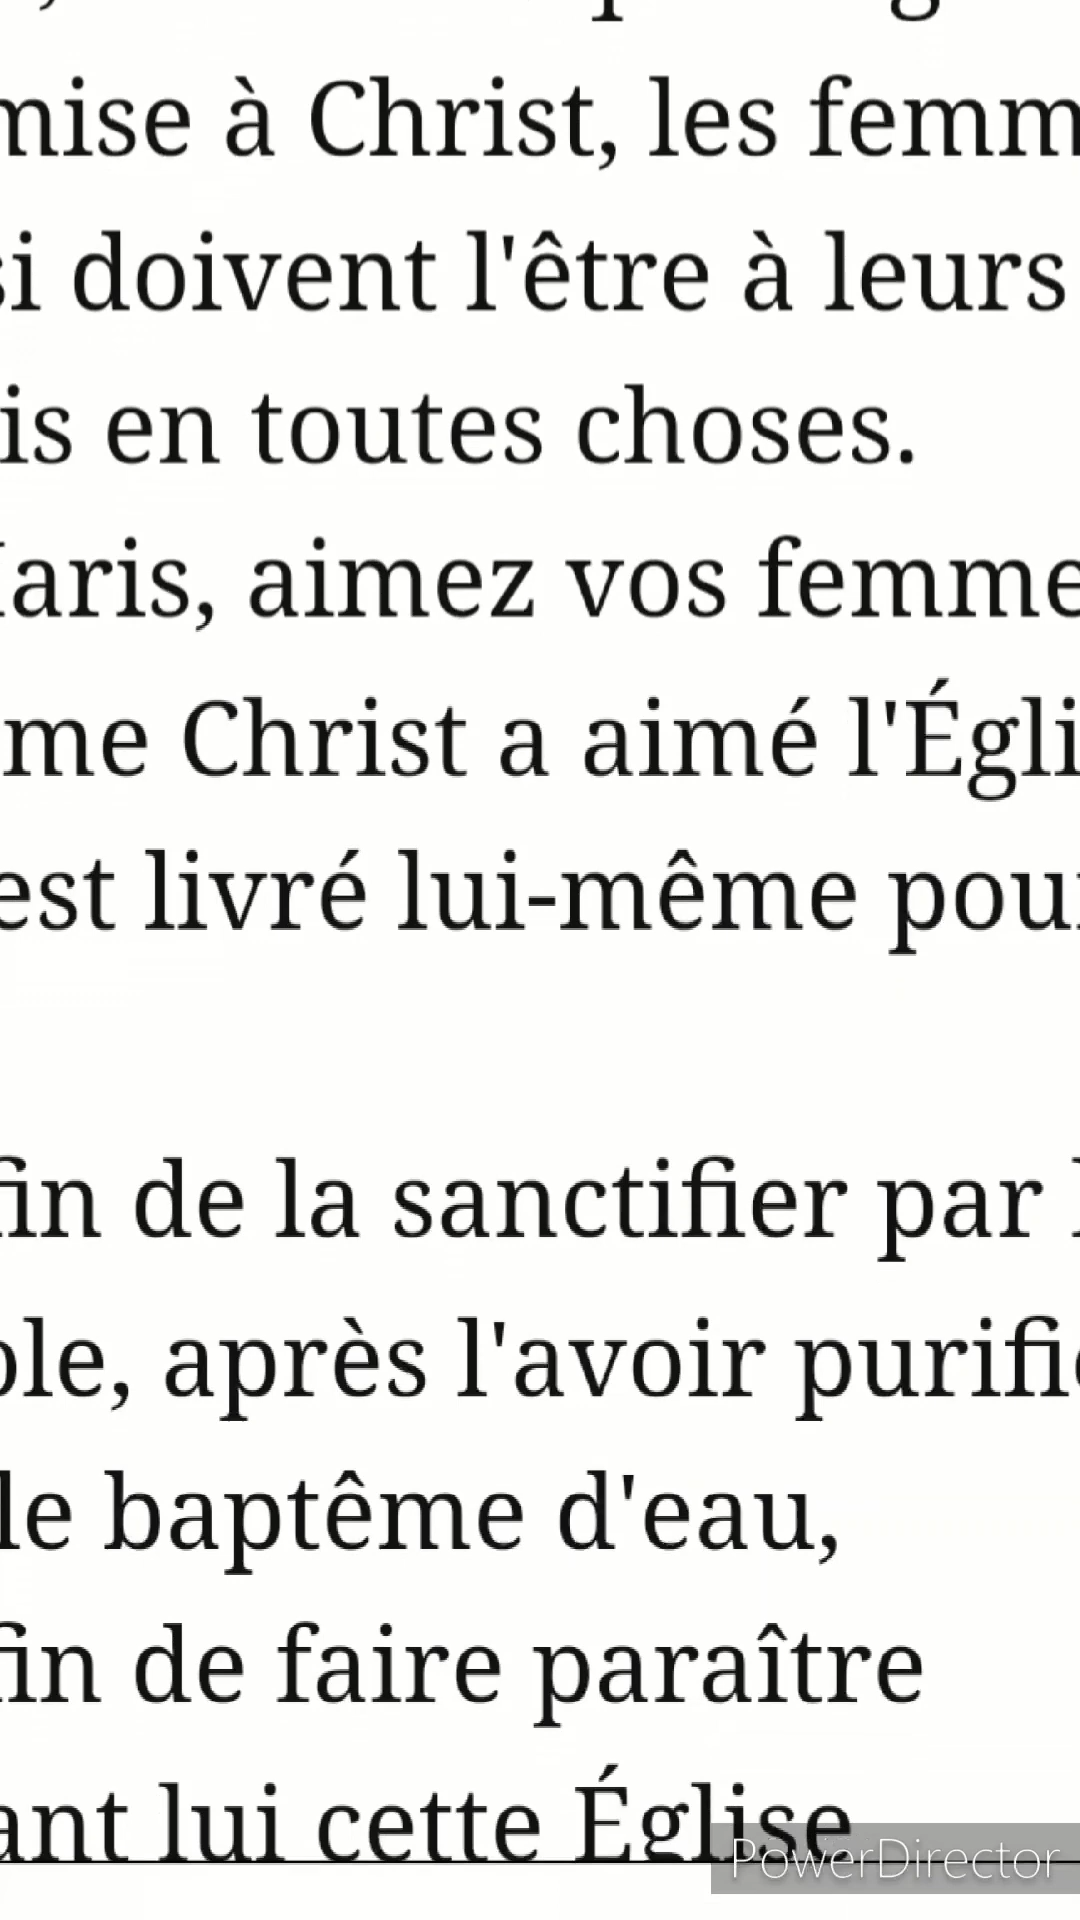 mise à Christ, les femm
si doivent l'être à leurs
is en toutes choses.
aris, aimez vos femme
me Christ a aimé l'Égli
est livré lui-même pour
fin de la sanctifier par l
ole, après l'avoir purifié
le baptême d'eau,
fin de faire paraître
ant lui cette Église
PowerDirector